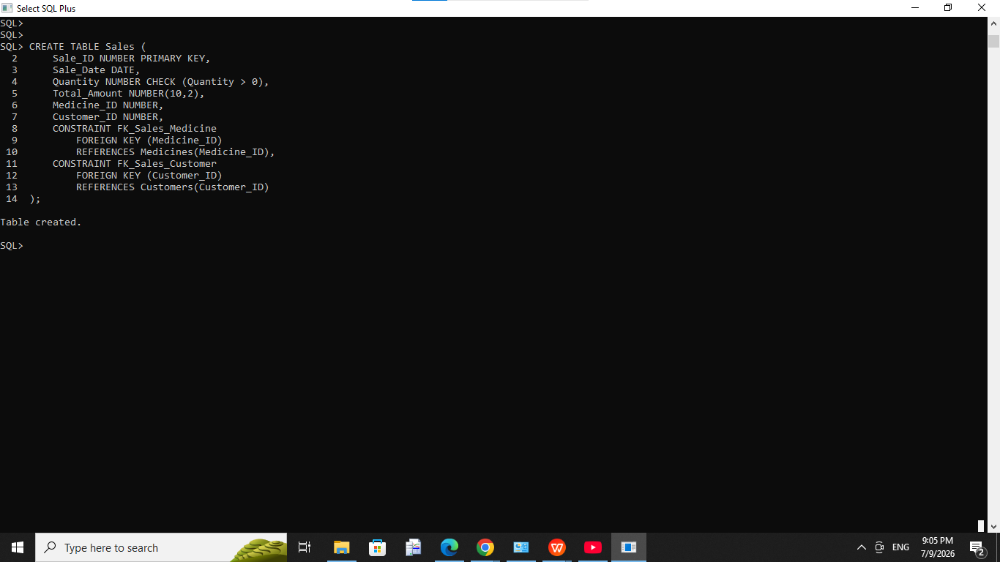 Select SQL Plus
SQL>
SQL>
SQL> CREATE TABLE Sales (
  2      Sale_ID NUMBER PRIMARY KEY,
  3      Sale_Date DATE,
  4      Quantity NUMBER CHECK (Quantity > 0),
  5      Total_Amount NUMBER(10,2),
  6      Medicine_ID NUMBER,
  7      Customer_ID NUMBER,
  8      CONSTRAINT FK_Sales_Medicine
  9          FOREIGN KEY (Medicine_ID)
 10          REFERENCES Medicines(Medicine_ID),
 11      CONSTRAINT FK_Sales_Customer
 12          FOREIGN KEY (Customer_ID)
 13          REFERENCES Customers(Customer_ID)
 14  );
Table created.
SQL>
Type here to search
ENG
9:05 PM
7/9/2026
2